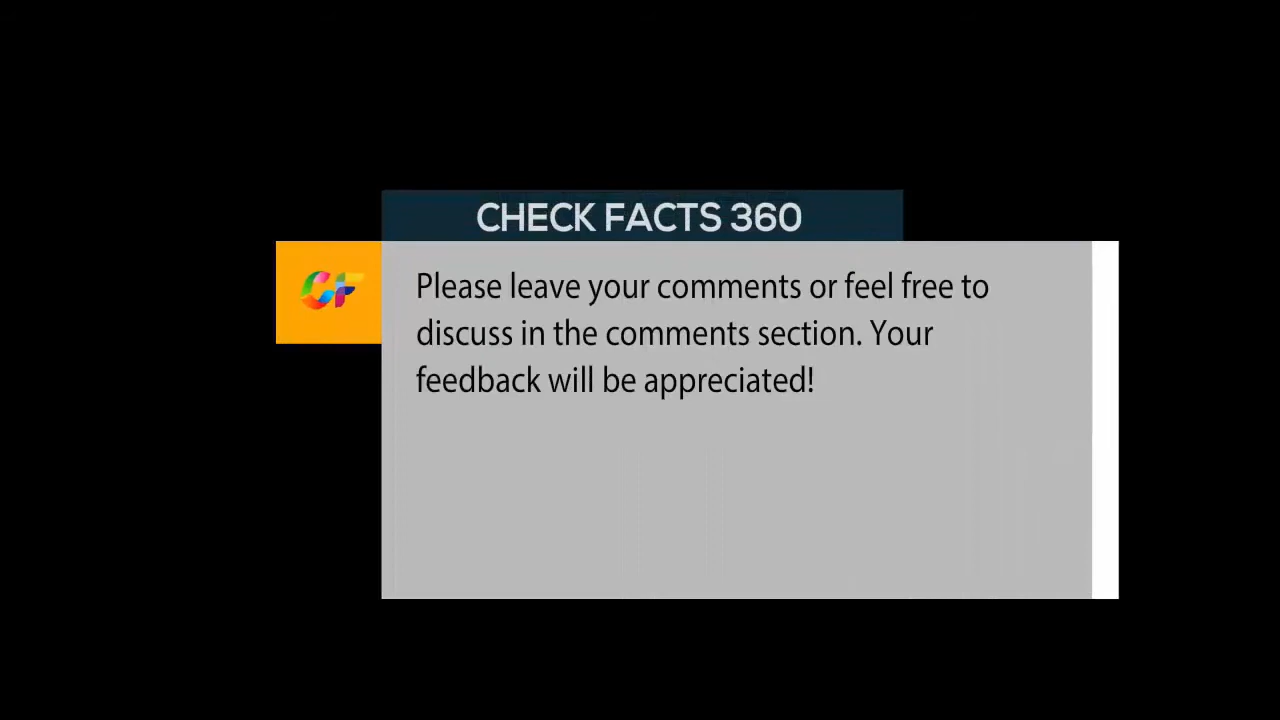 CHECK FACTS 360
CF
Please leave your comments or feel free to
discuss in the comments section. Your
feedback will be appreciated!